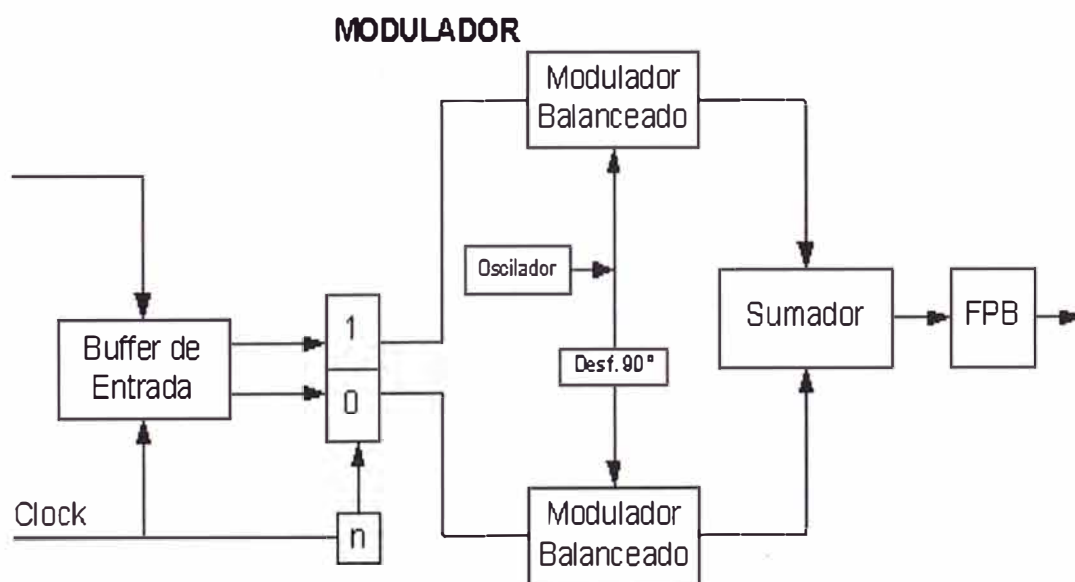 MODULADOR
Modulador
Balanceado
Oscilador
Buffer de
Entrada
1
0
Sumador
FPB
Desf. 90°
Clock
n
Modulador
Balanceado